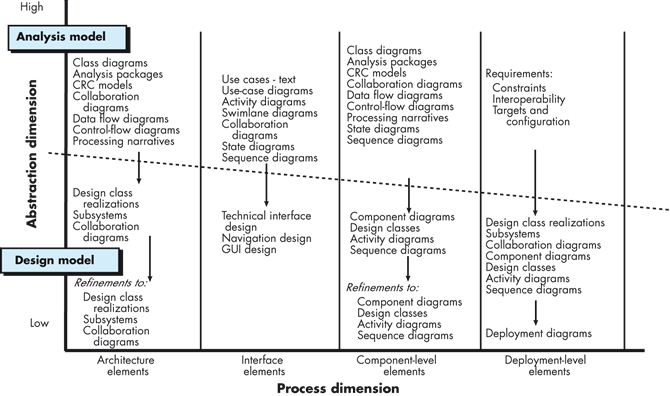 High
Analysis model
Abstraction dimension
Design model
Low
Class diagrams
Analysis packages
CRC models
Collaboration
diagrams
Data flow diagrams
Control-flow diagrams
Processing narratives
Design class
realizations
Subsystems
Collaboration
diagrams
Refinements to:
Design class
realizations
Subsystems
Collaboration
diagrams
Use cases - text
Use-case diagrams
Activity diagrams
Swimlane diagrams
Collaboration
diagrams
State diagrams
Sequence diagrams
Technical interface
design
Navigation design
GUI design
Class diagrams
Analysis packages
CRC models
Collaboration diagrams
Data flow diagrams
Control-flow diagrams
Processing narratives
State diagrams
Sequence diagrams
Component diagrams
Design classes
Activity diagrams
Sequence diagrams
Refinements to:
Component diagrams
Design classes
Activity diagrams
Sequence diagrams
Requirements:
Constraints
Interoperability
Targets and
configuration
Design class realizations
Subsystems
Collaboration diagrams
Component diagrams
Design classes
Activity diagrams
Sequence diagrams
Deployment diagrams
Architecture
elements
Interface
elements
Component-level
elements
Deployment-level
elements
Process dimension